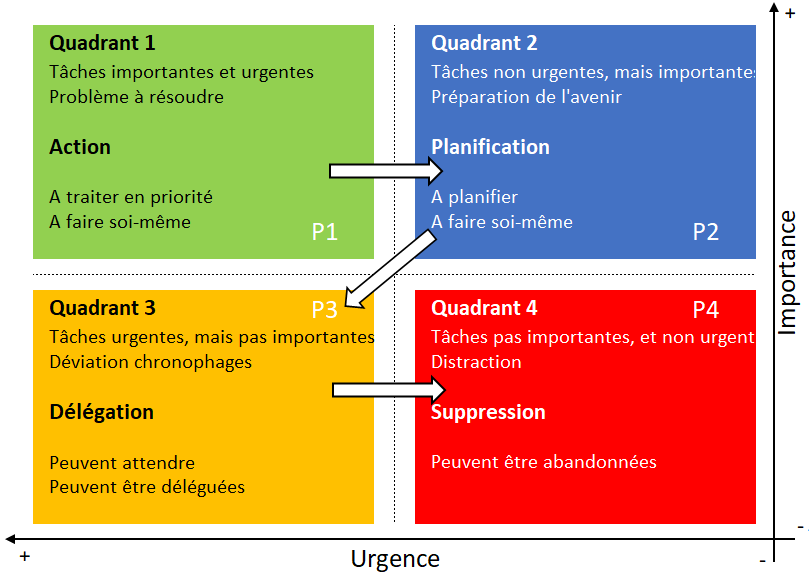 +
Quadrant 1
Tâches importantes et urgentes
Problème à résoudre
Action
A traiter en priorité
A faire soi-même
P1
Quadrant 2
Tâches non urgentes, mais importantes
Préparation de l'avenir
Planification
A planifier
A faire soi-même
P2
Importance
Quadrant 3
P3
Tâches urgentes, mais pas importantes
Déviation chronophages
Délégation
Peuvent attendre
Peuvent être déléguées
Quadrant 4
P4
Tâches pas importantes, et non urgent
Distraction
Suppression
Peuvent être abandonnées
-
+
Urgence
-